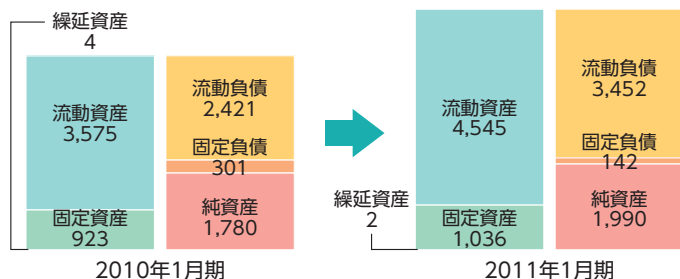 繰延資産
4
流動資産
3,575
固定資産
923
流動負債
2,421
固定負債
301
純資産
1,780
2010年1月期
流動資産
4,545
繰延資産
2
固定資産
1,036
流動負債
3,452
固定負債
142
純資産
1,990
2011年1月期